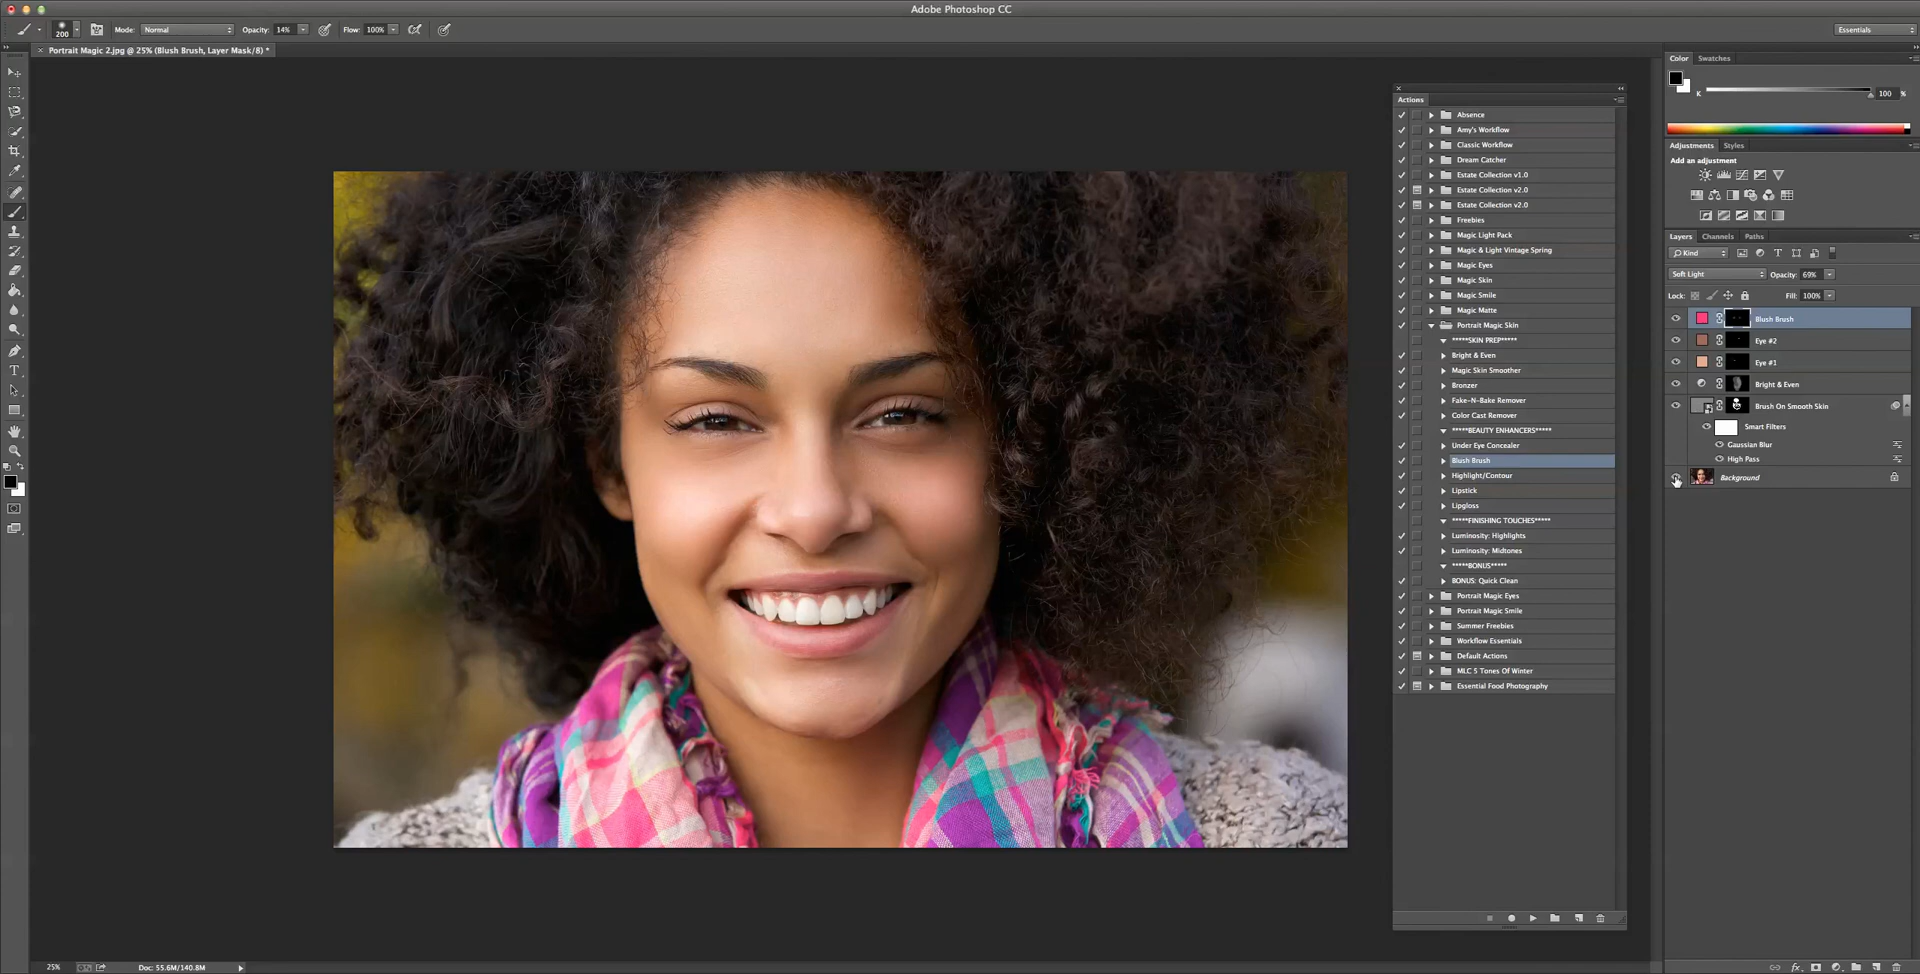 Adobe Photoshop CC
200
Mode: Normal
Opacity: 14%
Flow: 100%
Essentials
Portrait Magic 2.jpg @ 25% (Blush Brush, Layer Mask/8) *
Actions
Absence
Amy's Workflow
Classic Workflow
Dream Catcher
Estate Collection v1.0
Estate Collection v2.0
Estate Collection v2.0
Freebies
Magic Light Pack
Magic & Light Vintage Spring
Magic Eyes
Magic Skin
Magic Smile
Magic Matte
Portrait Magic Skin
*****SKIN PREP*****
Bright & Even
Magic Skin Smoother
Bronzer
Fake-N-Bake Remover
Color Cast Remover
*****BEAUTY ENHANCERS*****
Under Eye Concealer
Blush Brush
Highlight/Contour
Lipstick
Lipgloss
*****FINISHING TOUCHES*****
Luminosity: Highlights
Luminosity: Midtones
*****BONUS*****
BONUS: Quick Clean
Portrait Magic Eyes
Portrait Magic Smile
Summer Freebies
Workflow Essentials
Default Actions
MLC 5 Tones Of Winter
Essential Food Photography
Color Swatches
K 100 %
Adjustments Styles
Add an adjustment
Layers Channels Paths
Kind
Soft Light Opacity: 69%
Lock: Fill: 100%
Blush Brush
Eye #2
Eye #1
Bright & Even
Brush On Smooth Skin
Smart Filters
Gaussian Blur
High Pass
Background
25% Doc: 55.6M/140.8M
fx